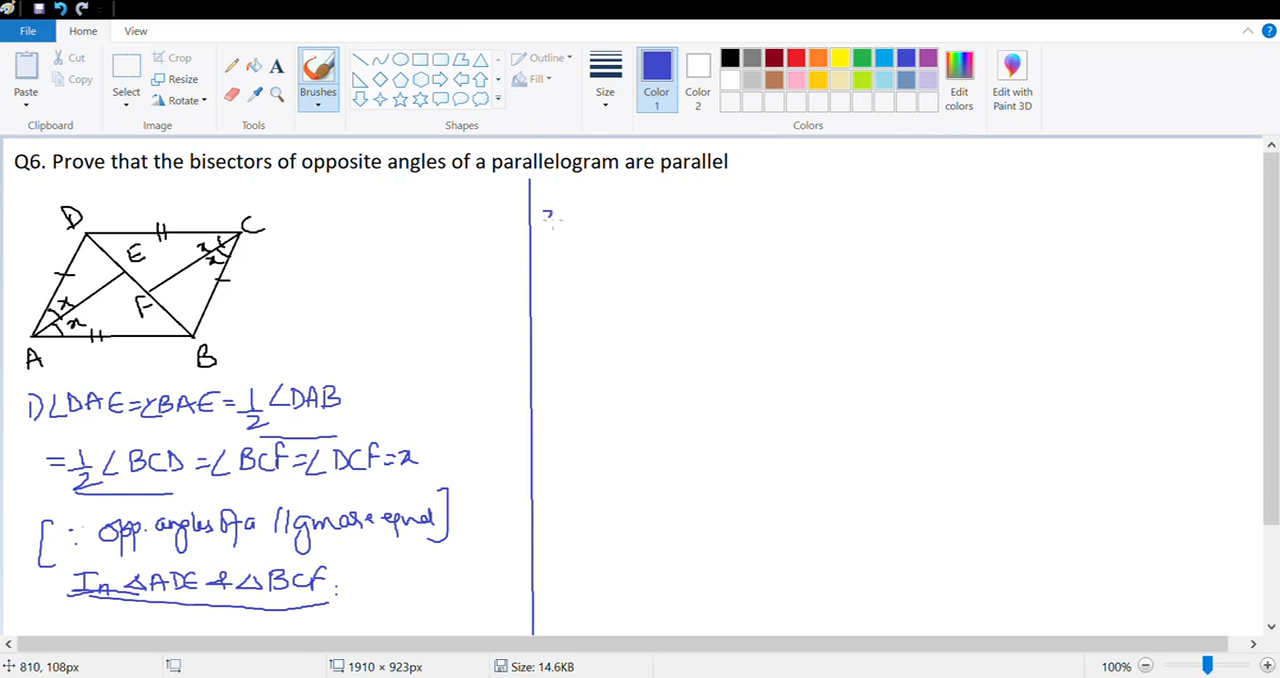 File
Home
View
Paste
Cut
Copy
Clipboard
Select
Crop
Resize
Rotate
Image
A
Tools
Brushes
Shapes
Outline
Fill
Size
Color
1
Color
2
Colors
Edit
colors
Edit with
Paint 3D
Q6. Prove that the bisectors of opposite angles of a parallelogram are parallel
D
C
E
x
x
F
x
x
A
B
1) ∠DAE = ∠BAE = 1/2 ∠DAB
= 1/2 ∠BCD = ∠BCF = ∠DCF = x
[∵ opp. angles of a //gm are equal]
In △ADE & △BCF:
810, 108px
1910 × 923px
Size: 14.6KB
100%